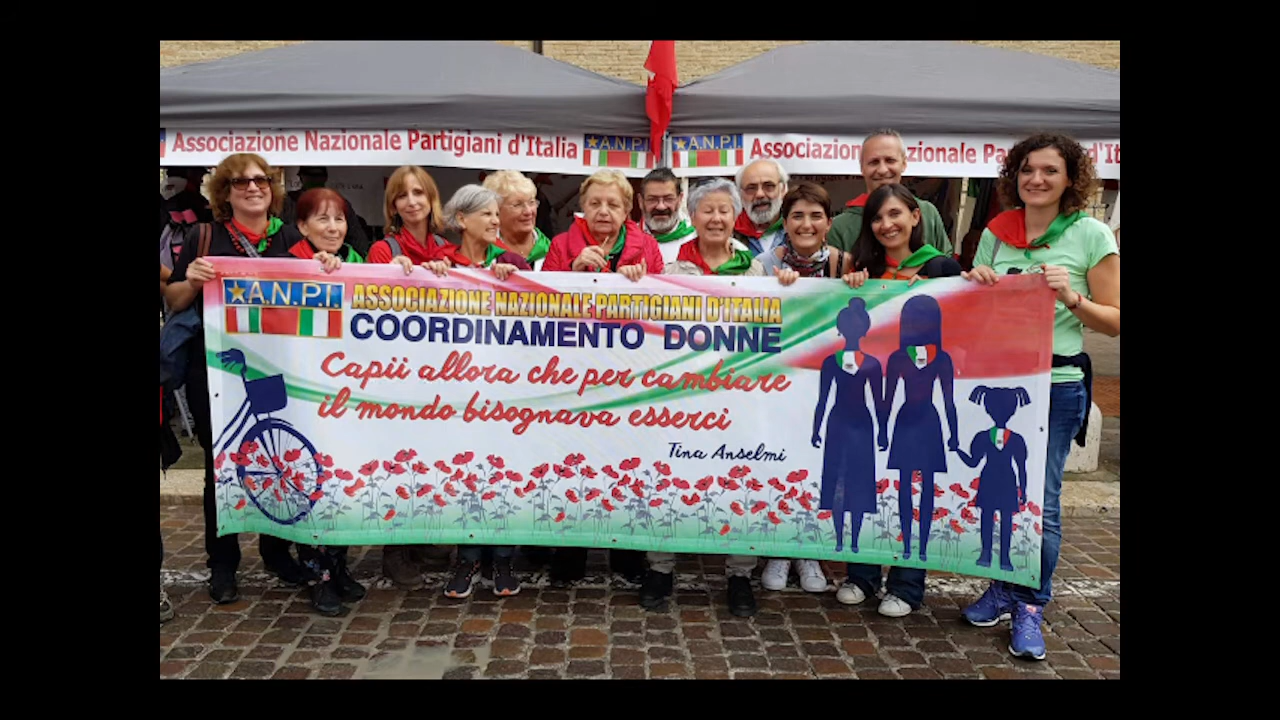 Associazione Nazionale Partigiani d'Italia A.N.P.I.
A.N.P.I. Associazione Nazionale d'It
A.N.P.I. ASSOCIAZIONE NAZIONALE PARTIGIANI D'ITALIA
COORDINAMENTO DONNE
Capii allora che per cambiare
il mondo bisognava esserci
Tina Anselmi